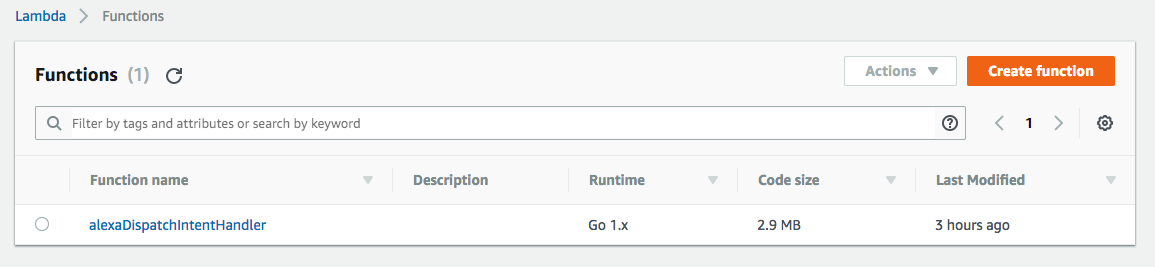 Lambda > Functions
Functions (1)
Actions
Create function
Filter by tags and attributes or search by keyword
1
Function name Description Runtime Code size Last Modified
alexaDispatchIntentHandler Go 1.x 2.9 MB 3 hours ago